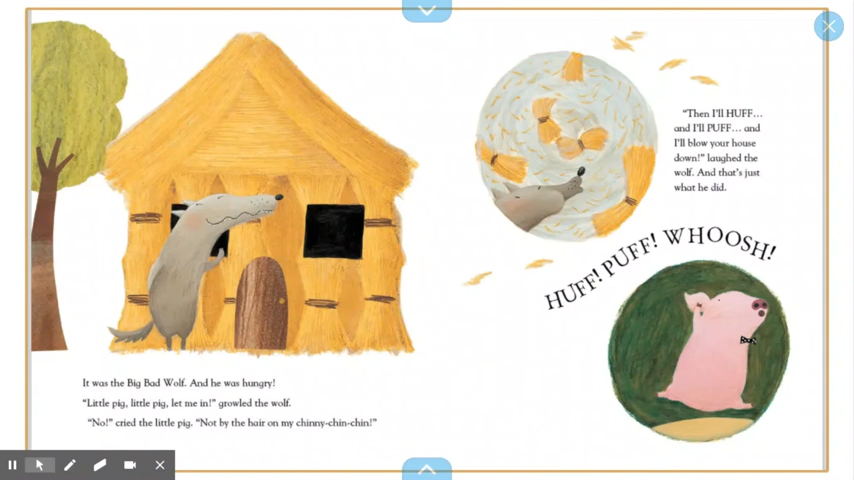 It was the Big Bad Wolf. And he was hungry!
“Little pig, little pig, let me in!” growled the wolf.
“No!” cried the little pig. “Not by the hair on my chinny-chin-chin!”
“Then I’ll HUFF...
and I’ll PUFF... and
I’ll blow your house
down!” laughed the
wolf. And that’s just
what he did.
HUFF! PUFF! WHOOSH!